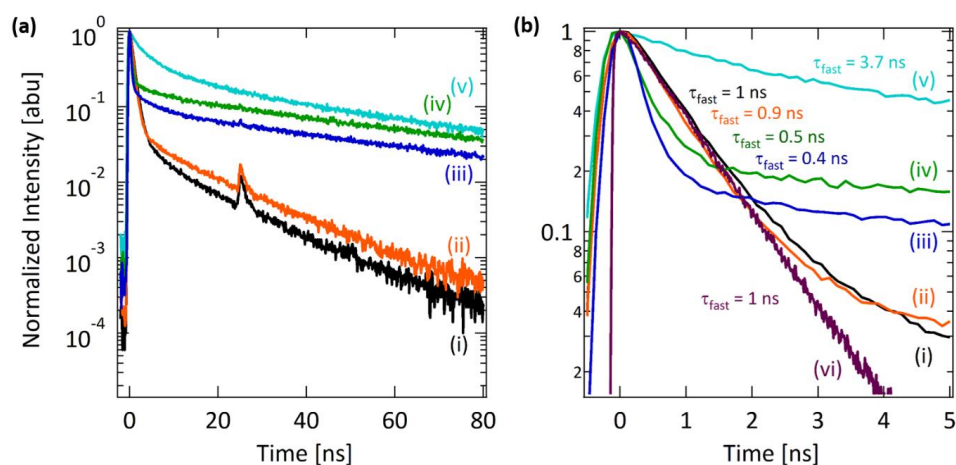 (a)
10⁰
10⁻¹
10⁻²
10⁻³
10⁻⁴
Normalized Intensity [abu]
(v)
(iv)
(iii)
(ii)
(i)
0
20
40
60
80
Time [ns]
(b)
1
8
6
4
2
0.1
8
6
4
2
τfast = 3.7 ns
(v)
τfast = 1 ns
τfast = 0.9 ns
τfast = 0.5 ns
τfast = 0.4 ns
(iv)
(iii)
(ii)
τfast = 1 ns
(i)
(vi)
0
1
2
3
4
5
Time [ns]